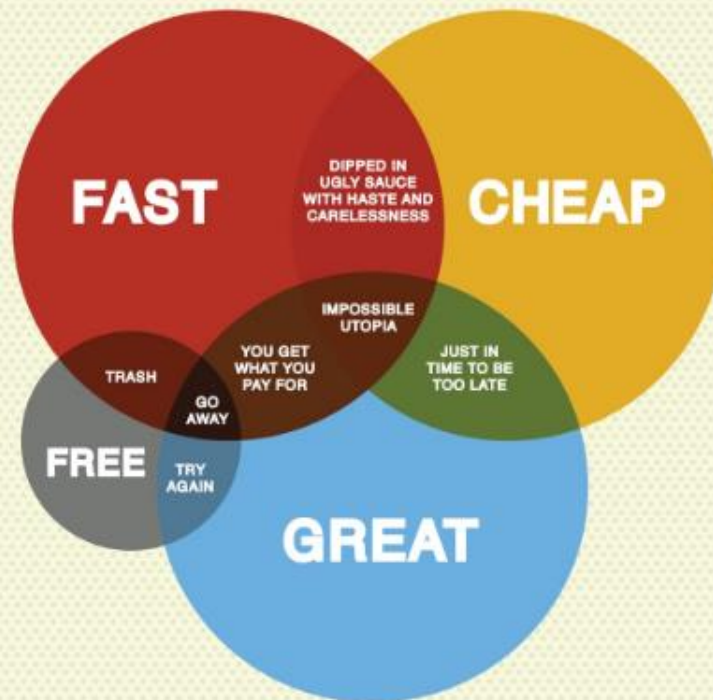 DIPPED IN
UGLY SAUCE
WITH HASTE AND
CARELESSNESS
FAST
CHEAP
IMPOSSIBLE
UTOPIA
YOU GET
WHAT YOU
PAY FOR
JUST IN
TIME TO BE
TOO LATE
TRASH
GO
AWAY
FREE
TRY
AGAIN
GREAT